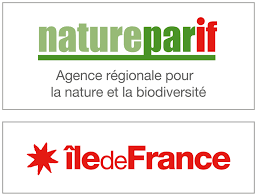 natureparif
Agence régionale pour
la nature et la biodiversité
îledeFrance